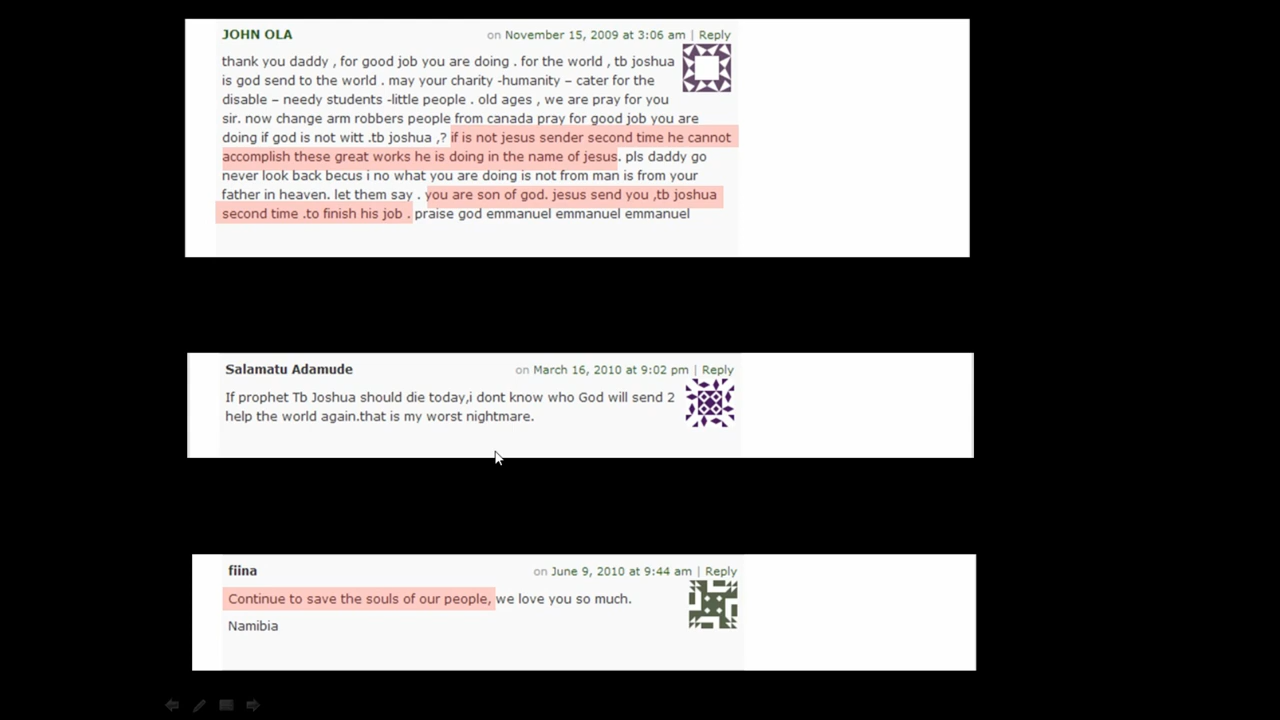 JOHN OLA on November 15, 2009 at 3:06 am | Reply
thank you daddy , for good job you are doing . for the world , tb joshua
is god send to the world . may your charity -humanity – cater for the
disable – needy students -little people . old ages , we are pray for you
sir. now change arm robbers people from canada pray for good job you are
doing if god is not witt .tb joshua ,? if is not jesus sender second time he cannot
accomplish these great works he is doing in the name of jesus. pls daddy go
never look back becus i no what you are doing is not from man is from your
father in heaven. let them say . you are son of god. jesus send you ,tb joshua
second time .to finish his job . praise god emmanuel emmanuel emmanuel
Salamatu Adamude on March 16, 2010 at 9:02 pm | Reply
If prophet Tb Joshua should die today,i dont know who God will send 2
help the world again.that is my worst nightmare.
fiina on June 9, 2010 at 9:44 am | Reply
Continue to save the souls of our people, we love you so much.
Namibia